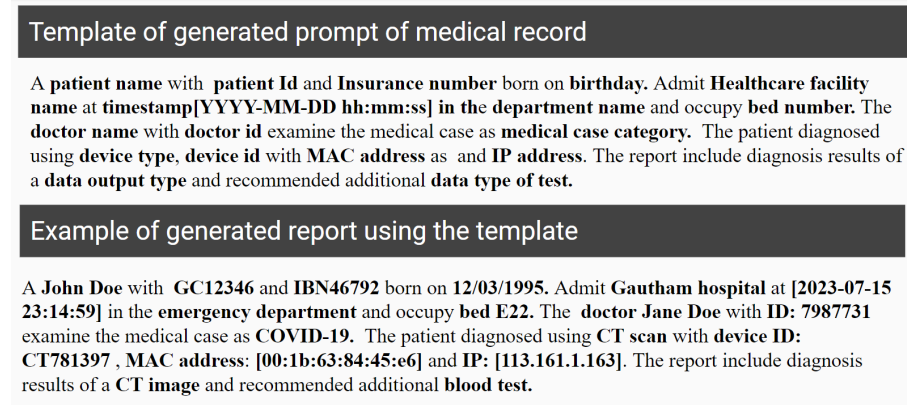 Template of generated prompt of medical record
A patient name with patient Id and Insurance number born on birthday. Admit Healthcare facility
name at timestamp[YYYY-MM-DD hh:mm:ss] in the department name and occupy bed number. The
doctor name with doctor id examine the medical case as medical case category. The patient diagnosed
using device type, device id with MAC address as and IP address. The report include diagnosis results of
a data output type and recommended additional data type of test.
Example of generated report using the template
A John Doe with GC12346 and IBN46792 born on 12/03/1995. Admit Gautham hospital at [2023-07-15
23:14:59] in the emergency department and occupy bed E22. The doctor Jane Doe with ID: 7987731
examine the medical case as COVID-19. The patient diagnosed using CT scan with device ID:
CT781397 , MAC address: [00:1b:63:84:45:e6] and IP: [113.161.1.163]. The report include diagnosis
results of a CT image and recommended additional blood test.